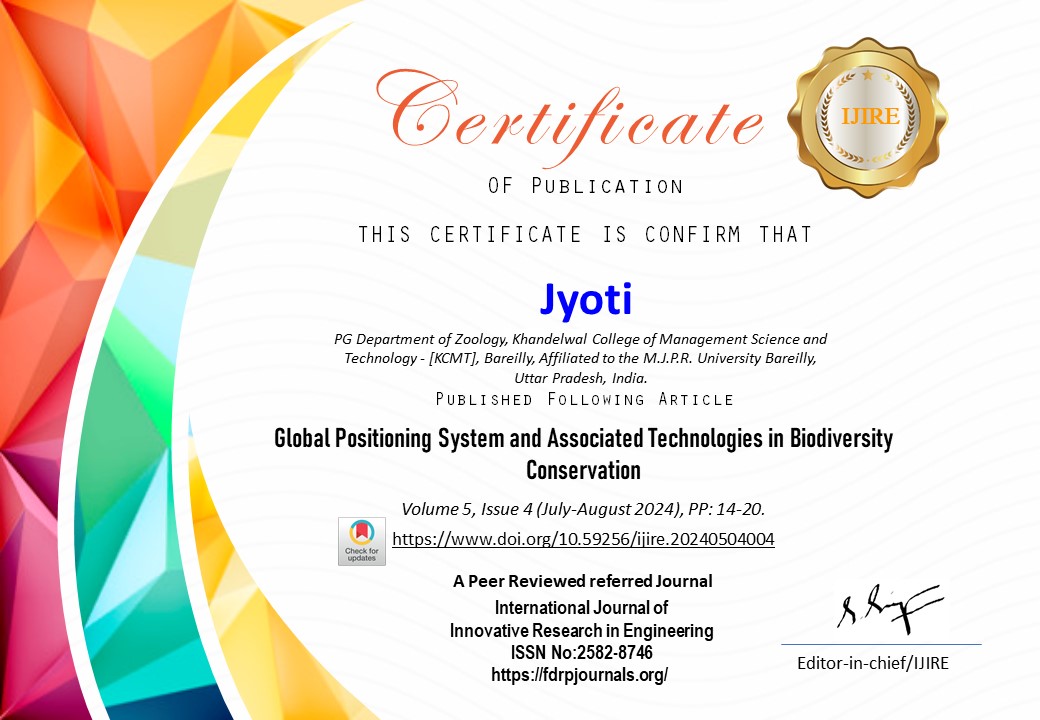 Certificate
IJIRE
OF PUBLICATION
THIS CERTIFICATE IS CONFIRM THAT
Jyoti
PG Department of Zoology, Khandelwal College of Management Science and
Technology - [KCMT], Bareilly, Affiliated to the M.J.P.R. University Bareilly,
Uttar Pradesh, India.
PUBLISHED FOLLOWING ARTICLE
Global Positioning System and Associated Technologies in Biodiversity
Conservation
Volume 5, Issue 4 (July-August 2024), PP: 14-20.
Check for
updates
https://www.doi.org/10.59256/ijire.20240504004
A Peer Reviewed referred Journal
International Journal of
Innovative Research in Engineering
ISSN No:2582-8746
https://fdrpjournals.org/
Editor-in-chief/IJIRE